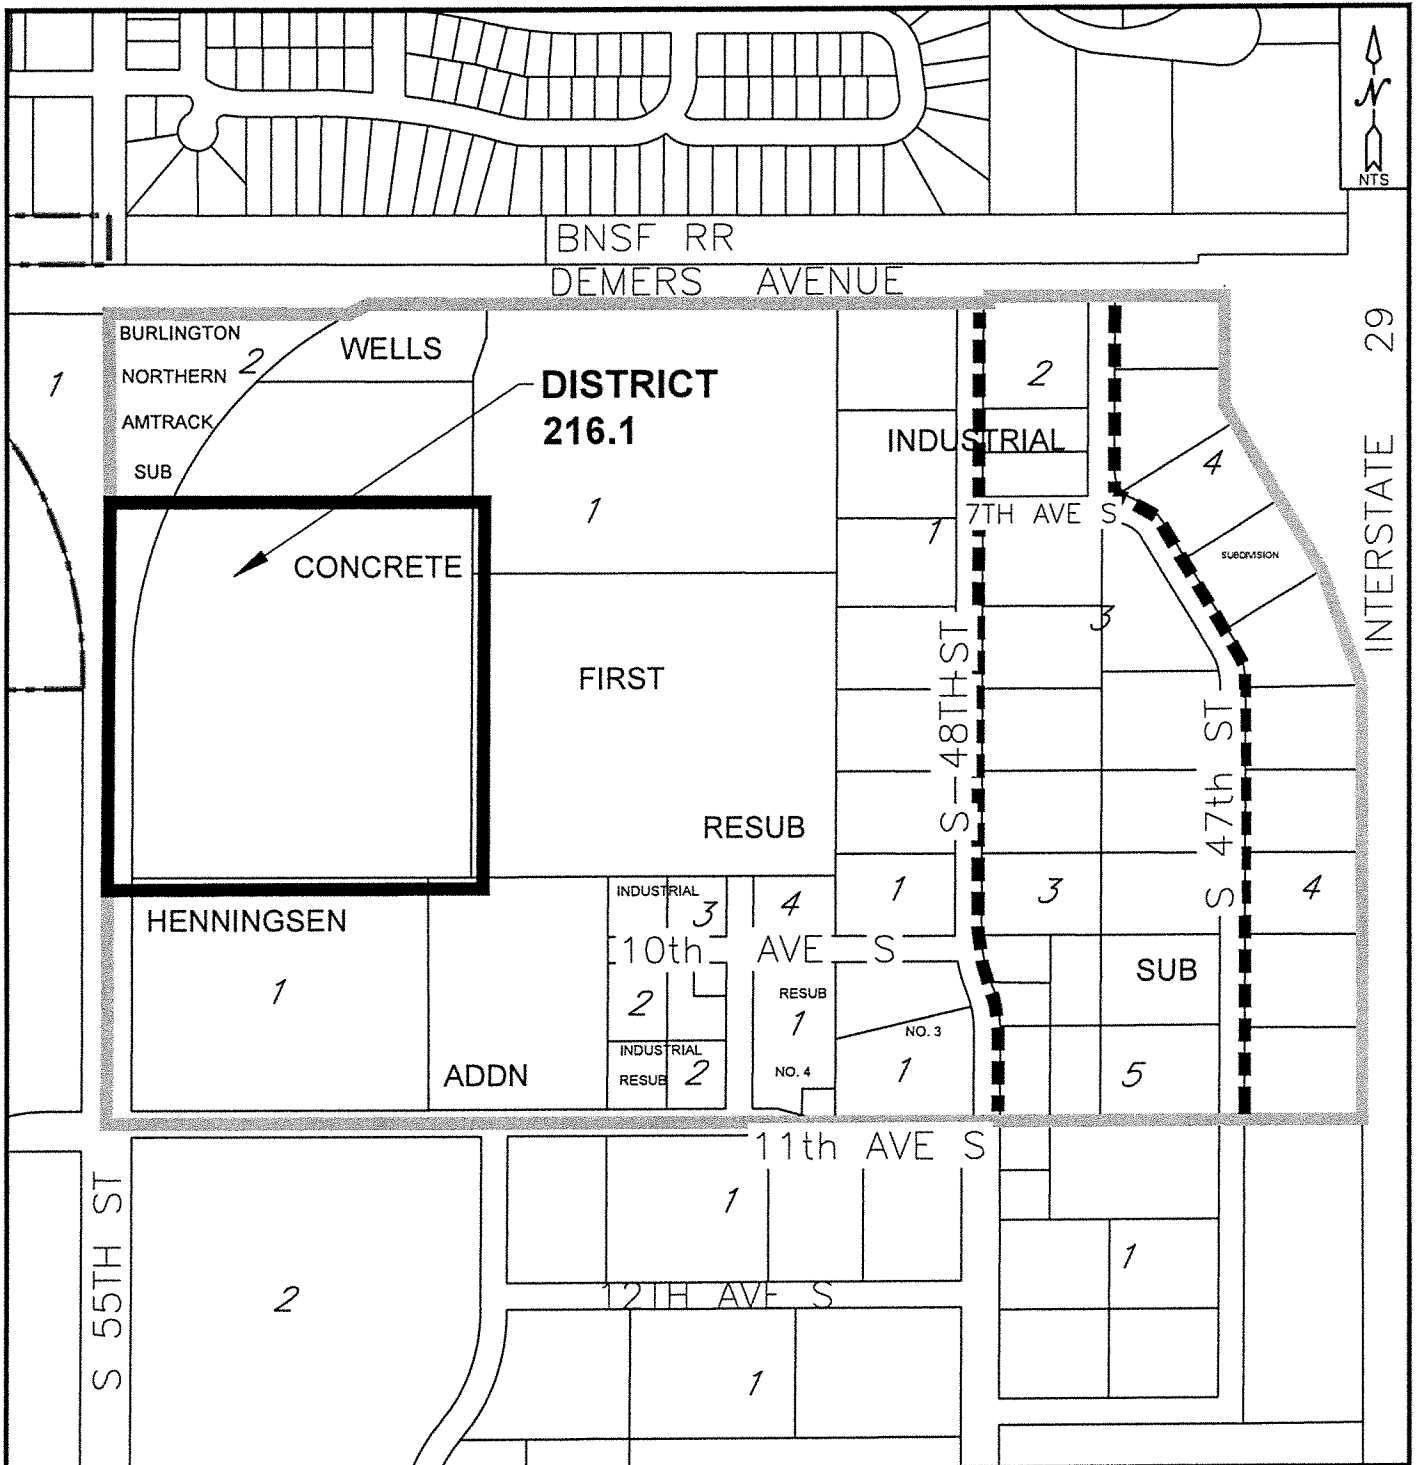 N
NTS
BNSF RR
DEMERS AVENUE
INTERSTATE 29
BURLINGTON
NORTHERN
AMTRACK
SUB
2
WELLS
1
DISTRICT
216.1
2
INDUSTRIAL
4
1
7TH AVE S
1
SUBDIVISION
CONCRETE
3
FIRST
S 48TH ST
S 47th ST
RESUB
INDUSTRIAL
3
4
1
3
4
HENNINGSEN
10th AVE S
SUB
1
2
RESUB
1
NO. 3
INDUSTRIAL
RESUB
2
NO. 4
1
5
ADDN
11th AVE S
S 55TH ST
1
1
2
12TH AVE S
1